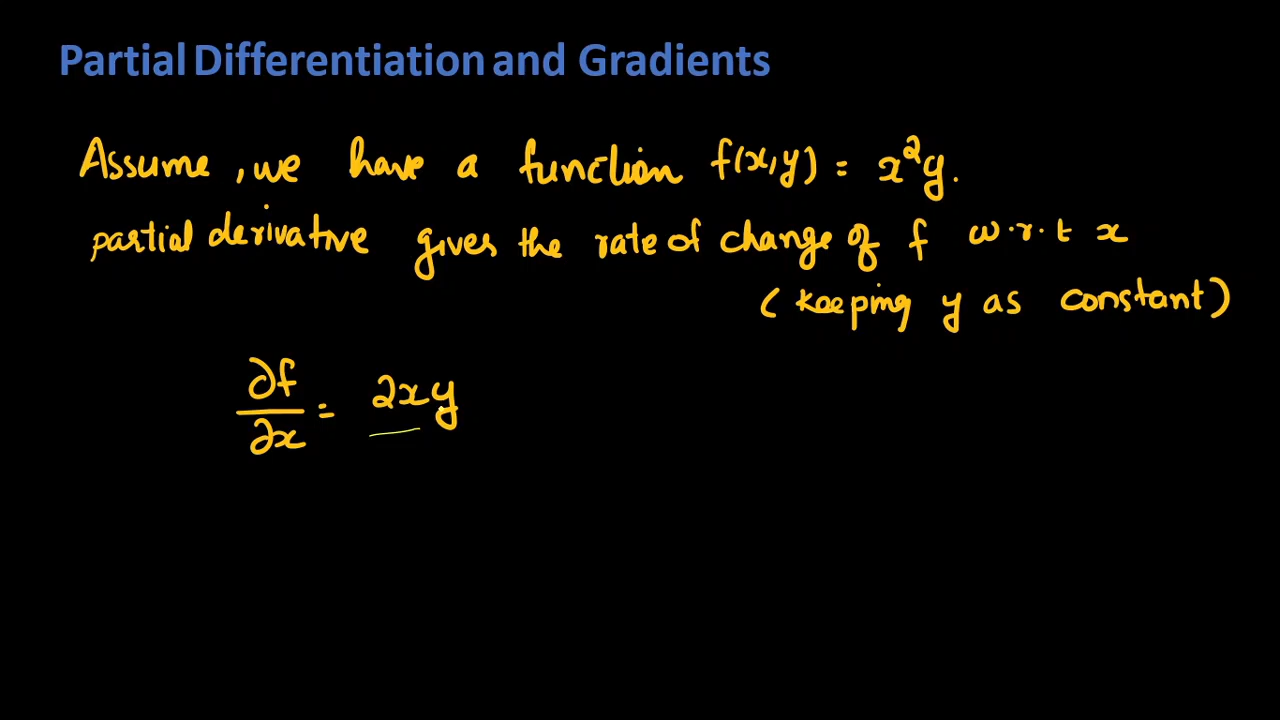 Partial Differentiation and Gradients
Assume, we have a function f(x,y) = x²y.
partial derivative gives the rate of change of f w.r.t x
(keeping y as constant)
∂f/∂x = 2xy